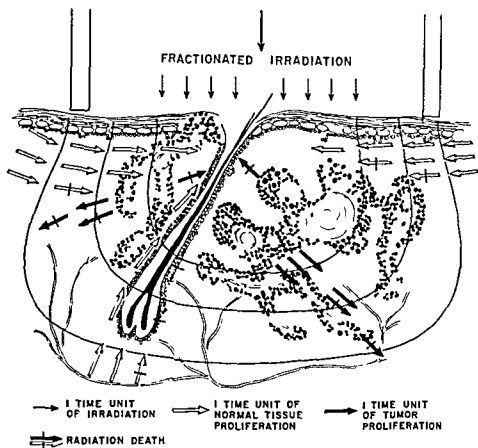 FRACTIONATED IRRADIATION
1 TIME UNIT OF IRRADIATION
1 TIME UNIT OF NORMAL TISSUE PROLIFERATION
1 TIME UNIT OF TUMOR PROLIFERATION
RADIATION DEATH